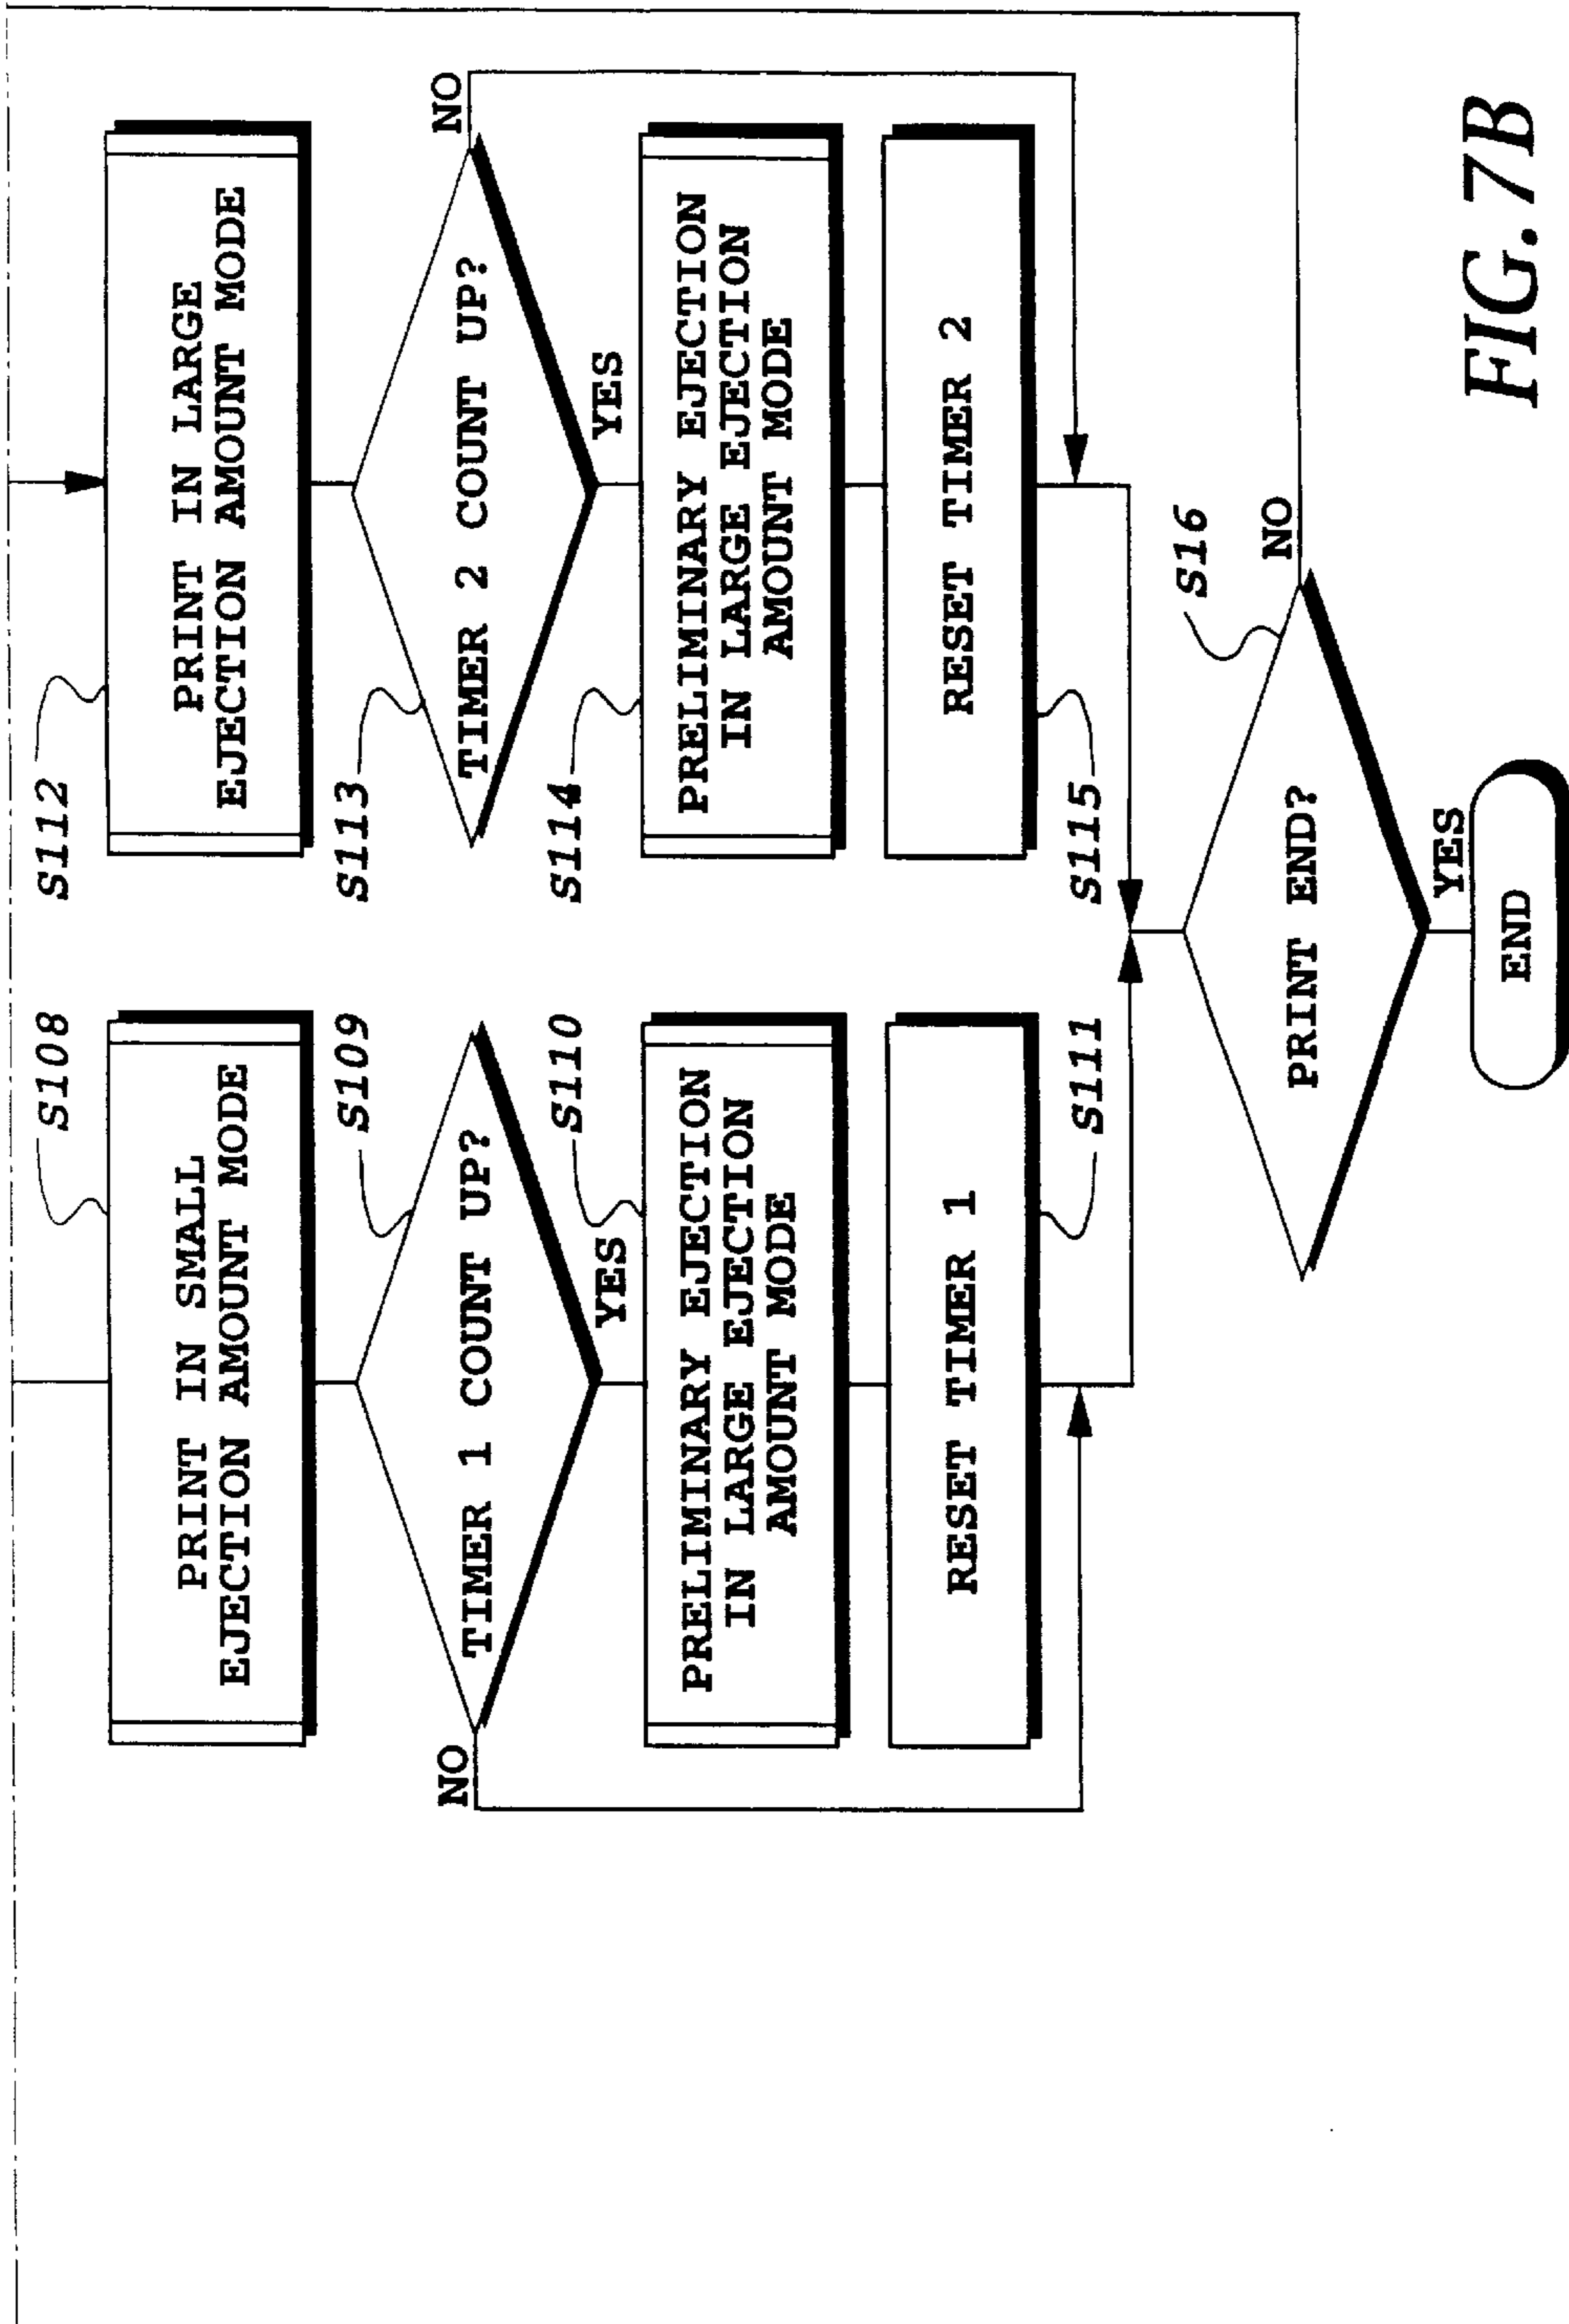 S108
PRINT IN SMALL
EJECTION AMOUNT MODE
S109
TIMER 1 COUNT UP?
NO
YES
S110
PRELIMINARY EJECTION
IN LARGE EJECTION
AMOUNT MODE
RESET TIMER 1
S111
S112
PRINT IN LARGE
EJECTION AMOUNT MODE
S113
TIMER 2 COUNT UP?
NO
YES
S114
PRELIMINARY EJECTION
IN LARGE EJECTION
AMOUNT MODE
RESET TIMER 2
S115
S16
PRINT END?
NO
YES
END
FIG. 7B